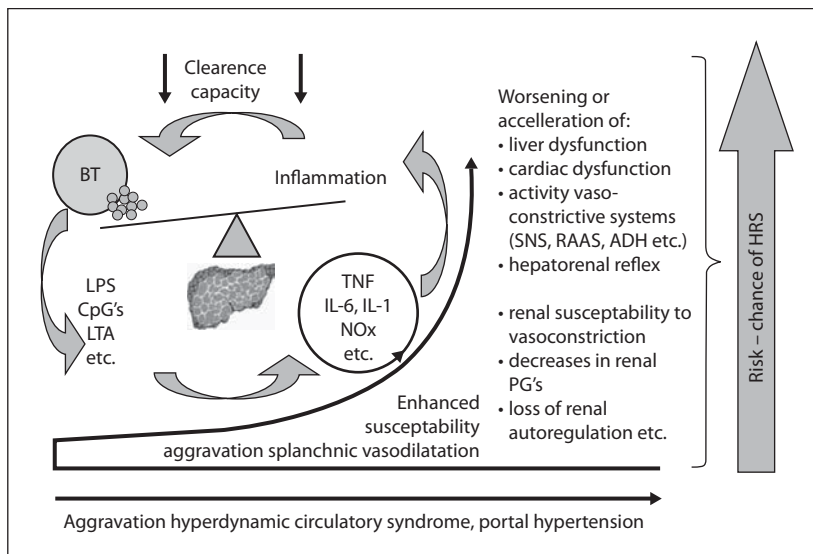 Clearence
capacity
BT
Inflammation
LPS
CpG's
LTA
etc.
TNF
IL-6, IL-1
NOx
etc.
Enhanced
susceptability
aggravation splanchnic vasodilatation
Aggravation hyperdynamic circulatory syndrome, portal hypertension
Worsening or
accelleration of:
• liver dysfunction
• cardiac dysfunction
• activity vaso-
constrictive systems
(SNS, RAAS, ADH etc.)
• hepatorenal reflex
• renal susceptability to
vasoconstriction
• decreases in renal
PG's
• loss of renal
autoregulation etc.
Risk – chance of HRS